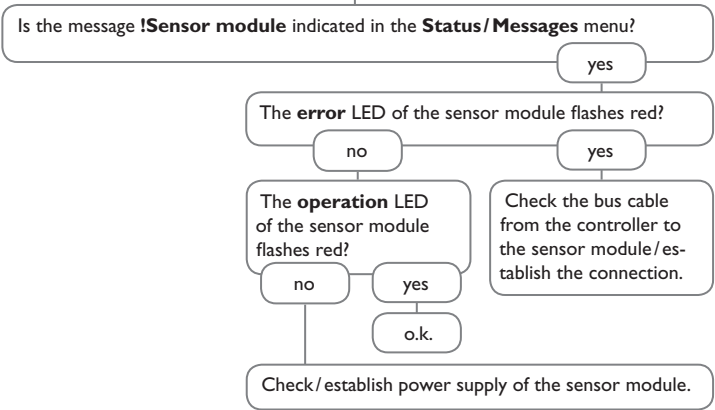 Is the message !Sensor module indicated in the Status / Messages menu?
yes
The error LED of the sensor module flashes red?
no
yes
The operation LED
of the sensor module
flashes red?
Check the bus cable
from the controller to
the sensor module / es-
tablish the connection.
no
yes
o.k.
Check / establish power supply of the sensor module.